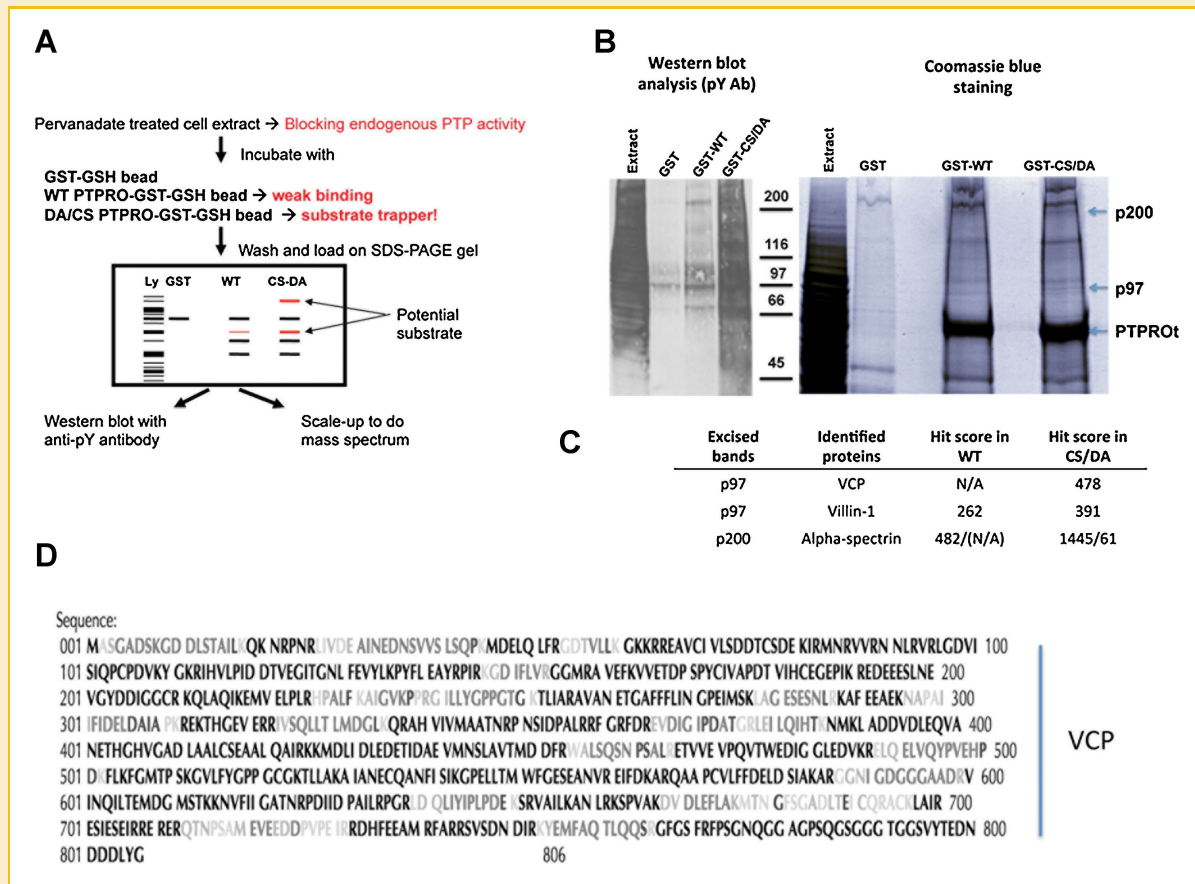 A
Pervanadate treated cell extract → Blocking endogenous PTP activity
Incubate with
GST-GSH bead
WT PTPRO-GST-GSH bead → weak binding
DA/CS PTPRO-GST-GSH bead → substrate trapper!
Wash and load on SDS-PAGE gel
Ly GST WT CS-DA
Potential
substrate
Western blot with
anti-pY antibody
Scale-up to do
mass spectrum
B
Western blot
analysis (pY Ab)
Coomassie blue
staining
Extract
GST
GST-WT
GST-CS/DA
Extract
GST
GST-WT
GST-CS/DA
200
116
97
66
45
p200
p97
PTPROt
C
Excised bands Identified proteins Hit score in WT Hit score in CS/DA
p97 VCP N/A 478
p97 Villin-1 262 391
p200 Alpha-spectrin 482/(N/A) 1445/61
D
Sequence:
001 MASGADSKGD DLSTAILKQK NRPNRLIVDE AINEDNSVVS LSQPKMDELQ LFRGDTVLLK GKKRREAVCI VLSDDTCSDE KIRMNRVVRN NLRVRLGDVI 100
101 SIQPCPDVKY GKRIHVLPID DTVEGITGNL FEVYLKPYFL EAYRPIRKGD IFLVRGGMRA VEFKVVETDP SPYCIVAPDT VIHCEGEPIK REDEEESLNE 200
201 VGYDDIGGCR KQLAQIKEMV ELPLRHPALF KAIGVKPPRG ILLYGPPGTG KTLIARAVAN ETGAFFFLIN GPEIMSKLAG ESESNLRKAF EEAEKNAPAI 300
301 IFIDELDAIA PKREKTHGEV ERRIVSQLLT LMDGLKQRAH VIVMAATNRP NSIDPALRRF GRFDREVDIG IPDATGRLEI LQIHTKNMKL ADDVDLEQVA 400
401 NETHGHVGAD LAALCSEAAL QAIRKKMDLI DLEDETIDAE VMNSLAVTMD DFRWALSQSN PSALRETVVE VPQVTWEDIG GLEDVKRELQ ELVQYPVEHP 500
501 DKFLKFGMTP SKGVLFYGPP GCGKTLLAKA IANECQANFI SIKGPELLTM WFGESEANVR EIFDKARQAA PCVLFFDELD SIAKARGGNI GDGGGAADRV 600
601 INQILTEMDG MSTKKNVFII GATNRPDIID PAILRPGRLD QLIYIPLPDE KSRVAILKAN LRKSPVAKDV DLEFLAKMTN GFSGADLTEI CQRACKLAIR 700
701 ESIESEIRRE RERQTNPSAM EVEEDDPVPE IRRDHFEEAM RFARRSVSDN DIRKYEMFAQ TLQQSRGFGS FRFPSGNQGG AGPSQGSGGG TGGSVYTEDN 800
801 DDDLYG 806
VCP